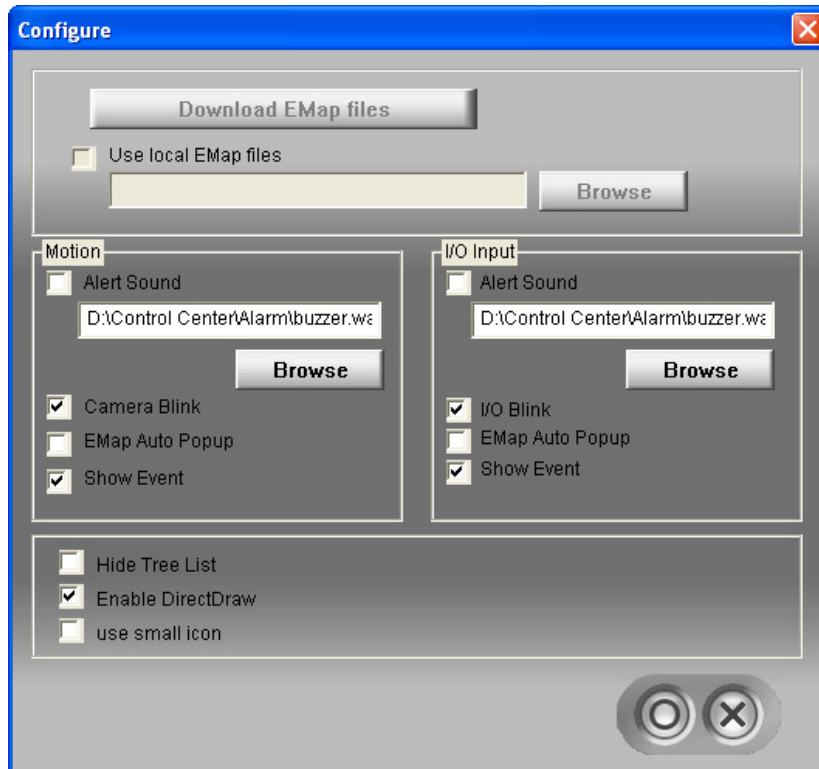 Configure
Download EMap files
Use local EMap files
Browse
Motion
Alert Sound
D:\Control Center\Alarm\buzzer.wa
Browse
Camera Blink
EMap Auto Popup
Show Event
I/O Input
Alert Sound
D:\Control Center\Alarm\buzzer.wa
Browse
I/O Blink
EMap Auto Popup
Show Event
Hide Tree List
Enable DirectDraw
use small icon